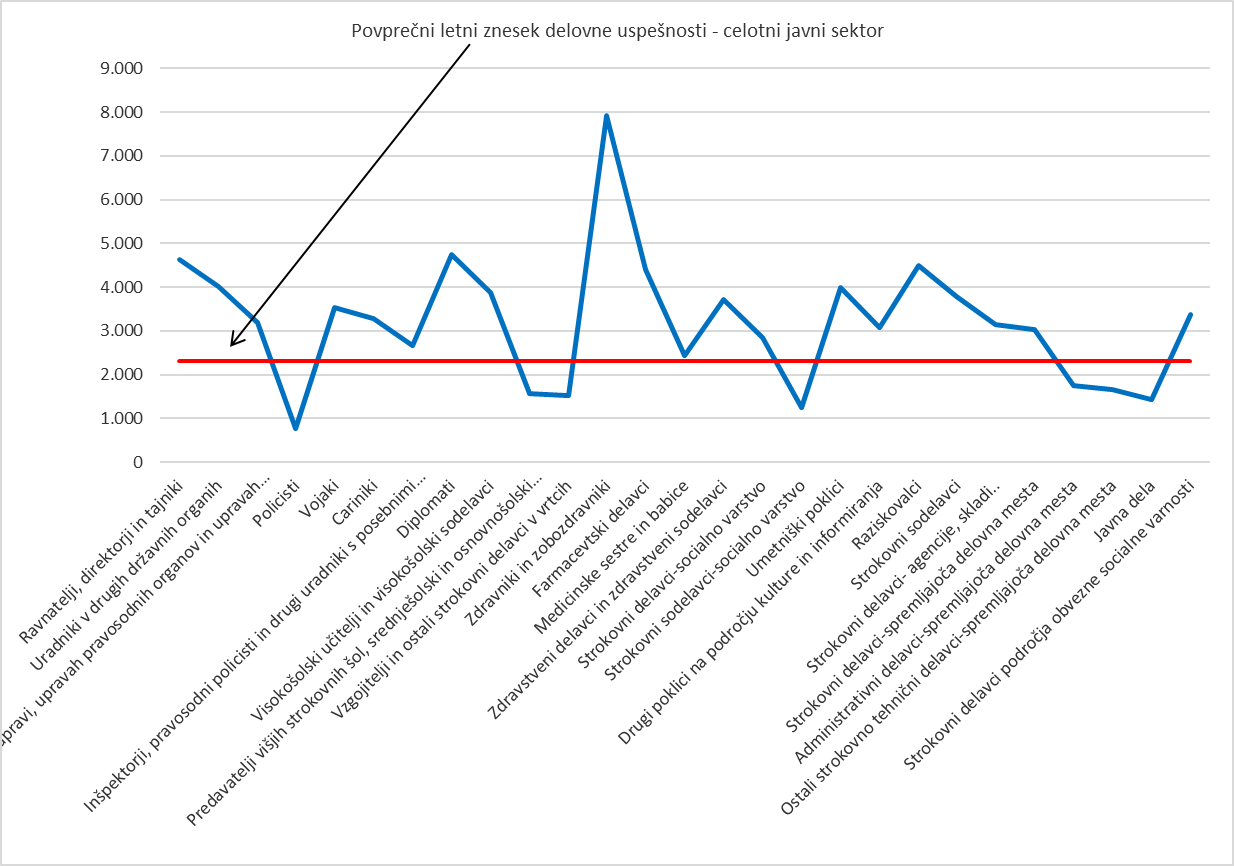 Povprečni letni znesek delovne uspešnosti - celotni javni sektor
9.000
8.000
7.000
6.000
5.000
4.000
3.000
2.000
1.000
0
Ravnatelji, direktorji in tajniki
Uradniki v drugih državnih organih
upravi, upravah pravosodnih organov in upravah...
Policisti
Vojaki
Cariniki
Inšpektorji, pravosodni policisti in drugi uradniki s posebnimi...
Diplomati
Visokošolski učitelji in visokošolski sodelavci
Predavatelji višjih strokovnih šol, srednješolski in osnovnošolski...
Vzgojitelji in ostali strokovni delavci v vrtcih
Zdravniki in zobozdravniki
Farmacevtski delavci
Medicinske sestre in babice
Zdravstveni delavci in zdravstveni sodelavci
Strokovni delavci-socialno varstvo
Strokovni sodelavci-socialno varstvo
Umetniški poklici
Drugi poklici na področju kulture in informiranja
Raziskovalci
Strokovni sodelavci
Strokovni delavci- agencije, skladi..
Strokovni delavci-spremljajoča delovna mesta
Administrativni delavci-spremljajoča delovna mesta
Ostali strokovno tehnični delavci-spremljajoča delovna mesta
Javna dela
Strokovni delavci področja obvezne socialne varnosti